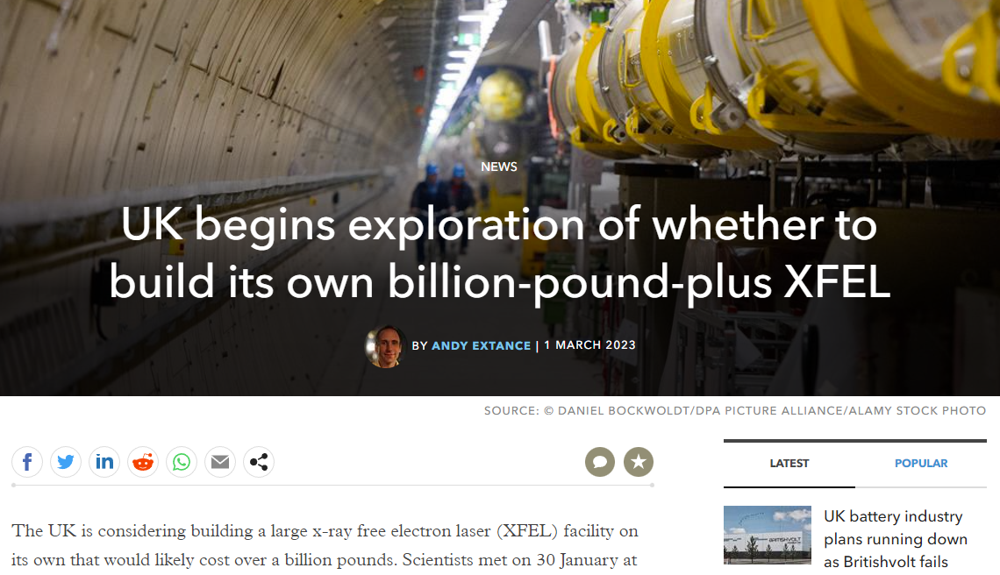 NEWS
UK begins exploration of whether to
build its own billion-pound-plus XFEL
BY ANDY EXTANCE | 1 MARCH 2023
SOURCE: © DANIEL BOCKWOLDT/DPA PICTURE ALLIANCE/ALAMY STOCK PHOTO
LATEST
POPULAR
The UK is considering building a large x-ray free electron laser (XFEL) facility on
its own that would likely cost over a billion pounds. Scientists met on 30 January at
UK battery industry
plans running down
as Britishvolt fails
BRITISHVOLT